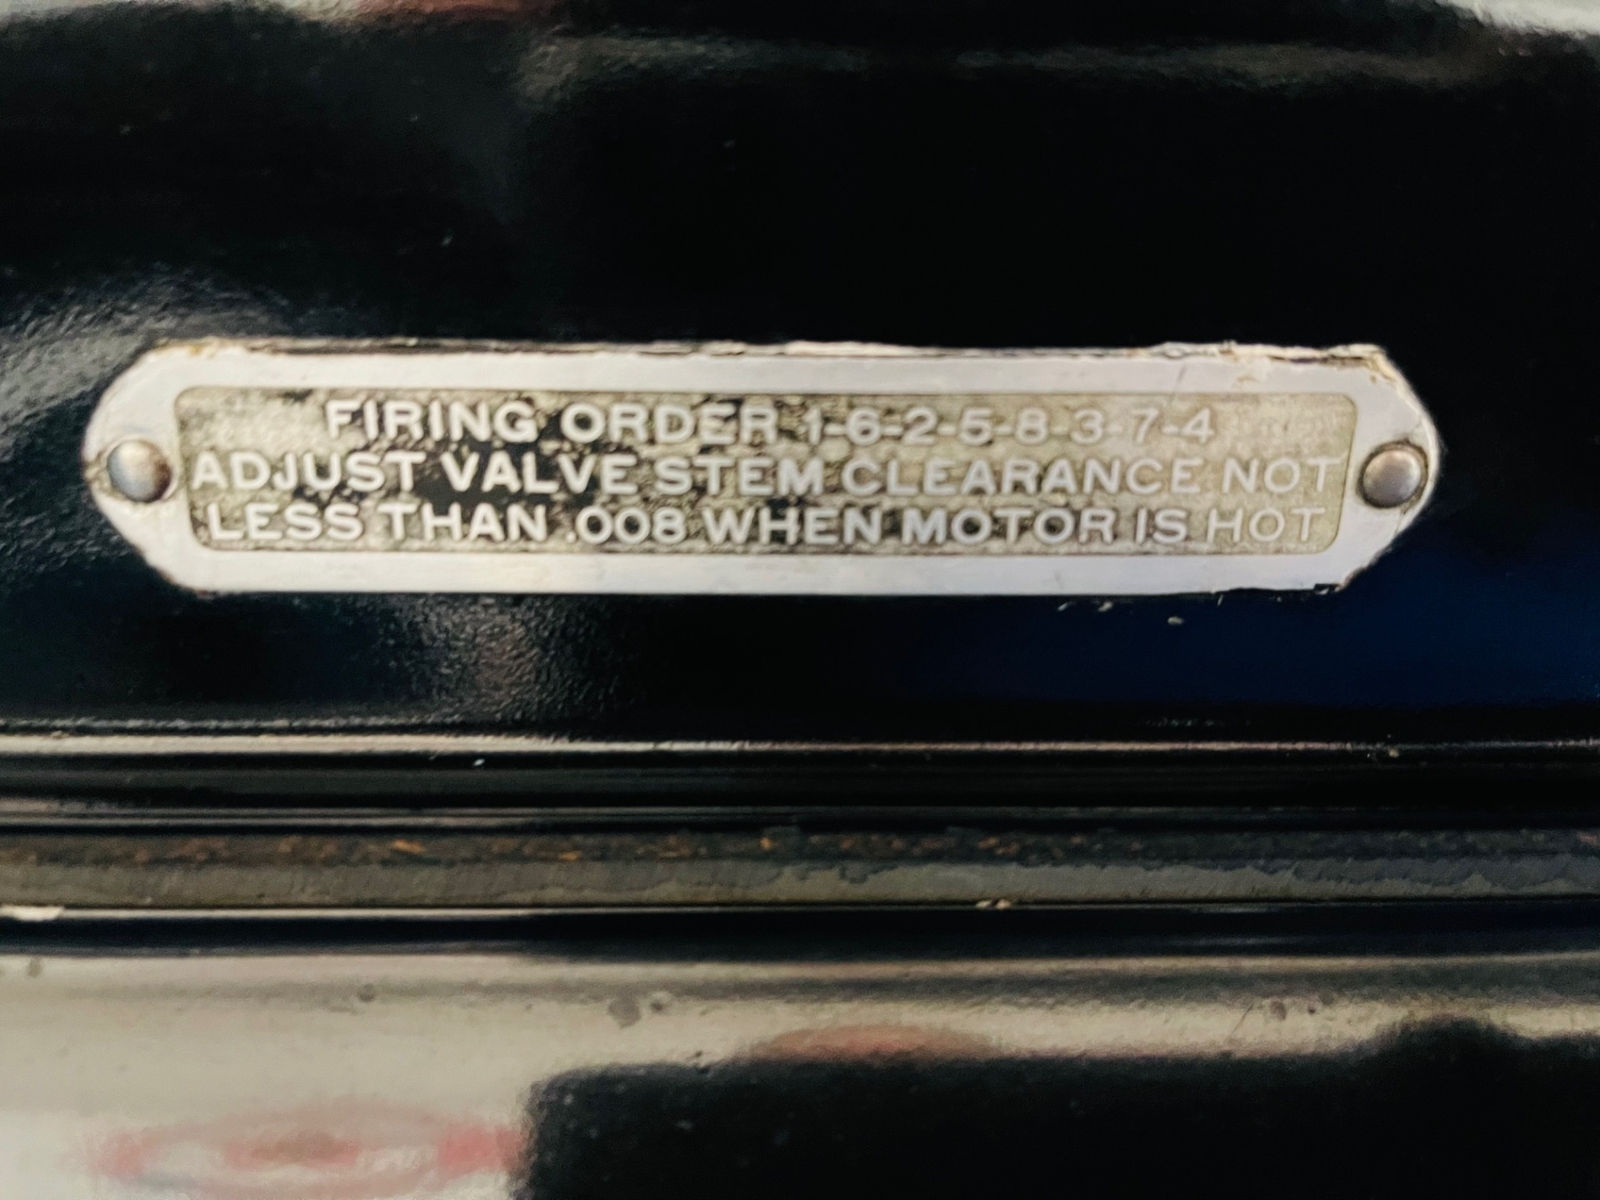 FIRING ORDER 1-6-2-5-8-3-7-4
ADJUST VALVE STEM CLEARANCE NOT
LESS THAN .008 WHEN MOTOR IS HOT